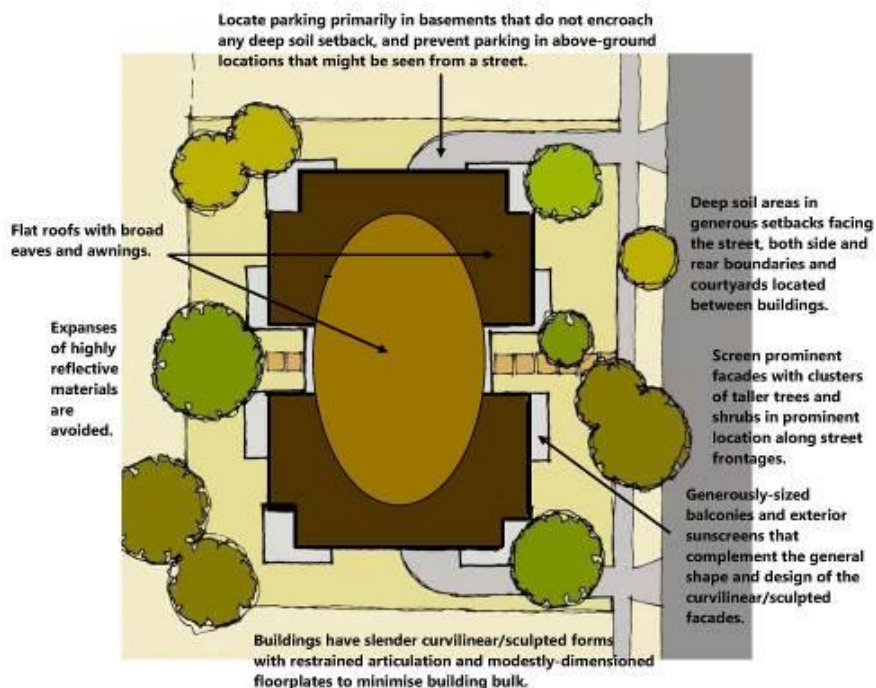 Locate parking primarily in basements that do not encroach
any deep soil setback, and prevent parking in above-ground
locations that might be seen from a street.
Flat roofs with broad
eaves and awnings.
Deep soil areas in
generous setbacks facing
the street, both side and
rear boundaries and
courtyards located
between buildings.
Expanses
of highly
reflective
materials
are
avoided.
Screen prominent
facades with clusters
of taller trees and
shrubs in prominent
location along street
frontages.
Generously-sized
balconies and exterior
sunscreens that
complement the general
shape and design of the
curvilinear/sculpted
facades.
Buildings have slender curvilinear/sculpted forms
with restrained articulation and modestly-dimensioned
floorplates to minimise building bulk.